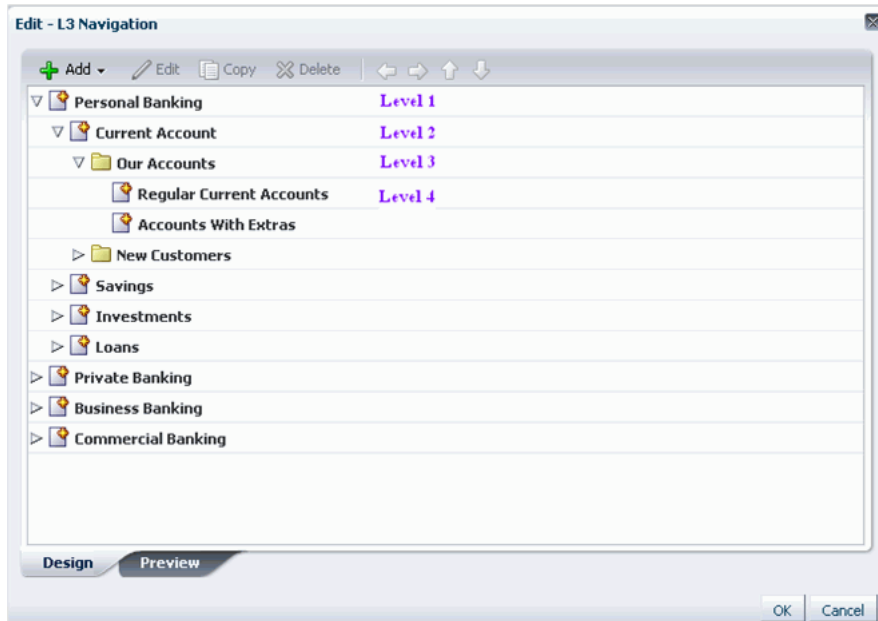 Edit - L3 Navigation
Add Edit Copy Delete
Personal Banking Level 1
Current Account Level 2
Our Accounts Level 3
Regular Current Accounts Level 4
Accounts With Extras
New Customers
Savings
Investments
Loans
Private Banking
Business Banking
Commercial Banking
Design Preview
OK Cancel